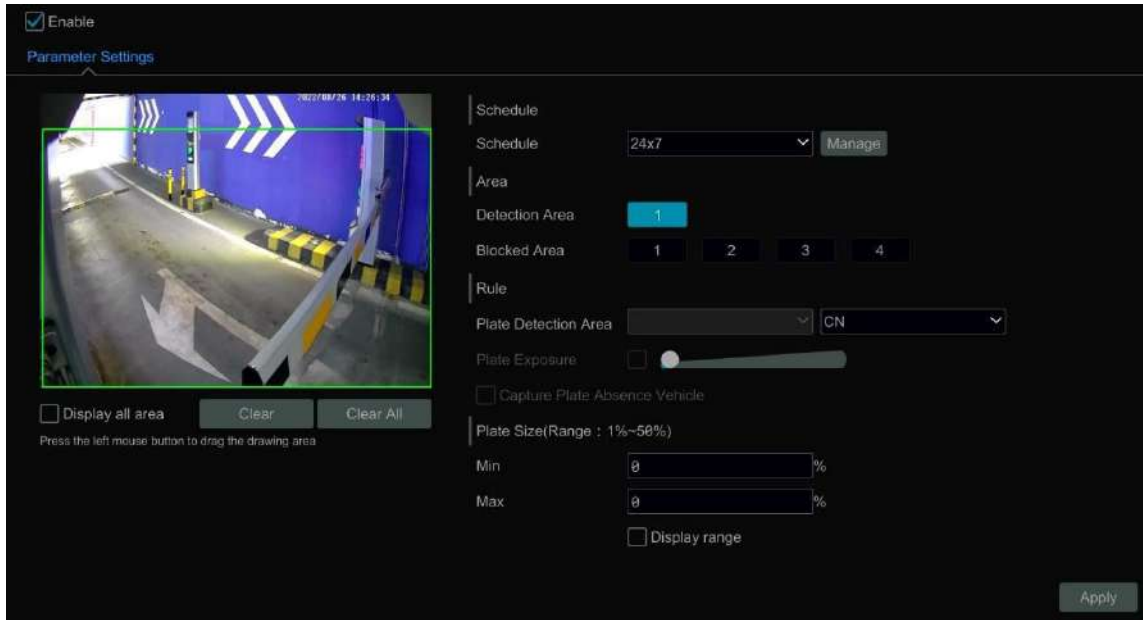 Enable
Parameter Settings
2022/08/26 14:26:34
Schedule
Schedule 24x7 Manage
Area
Detection Area 1
Blocked Area 1 2 3 4
Rule
Plate Detection Area CN
Plate Exposure
Capture Plate Absence Vehicle
Display all area Clear Clear All
Press the left mouse button to drag the drawing area
Plate Size(Range : 1%~50%)
Min 0 %
Max 0 %
Display range
Apply